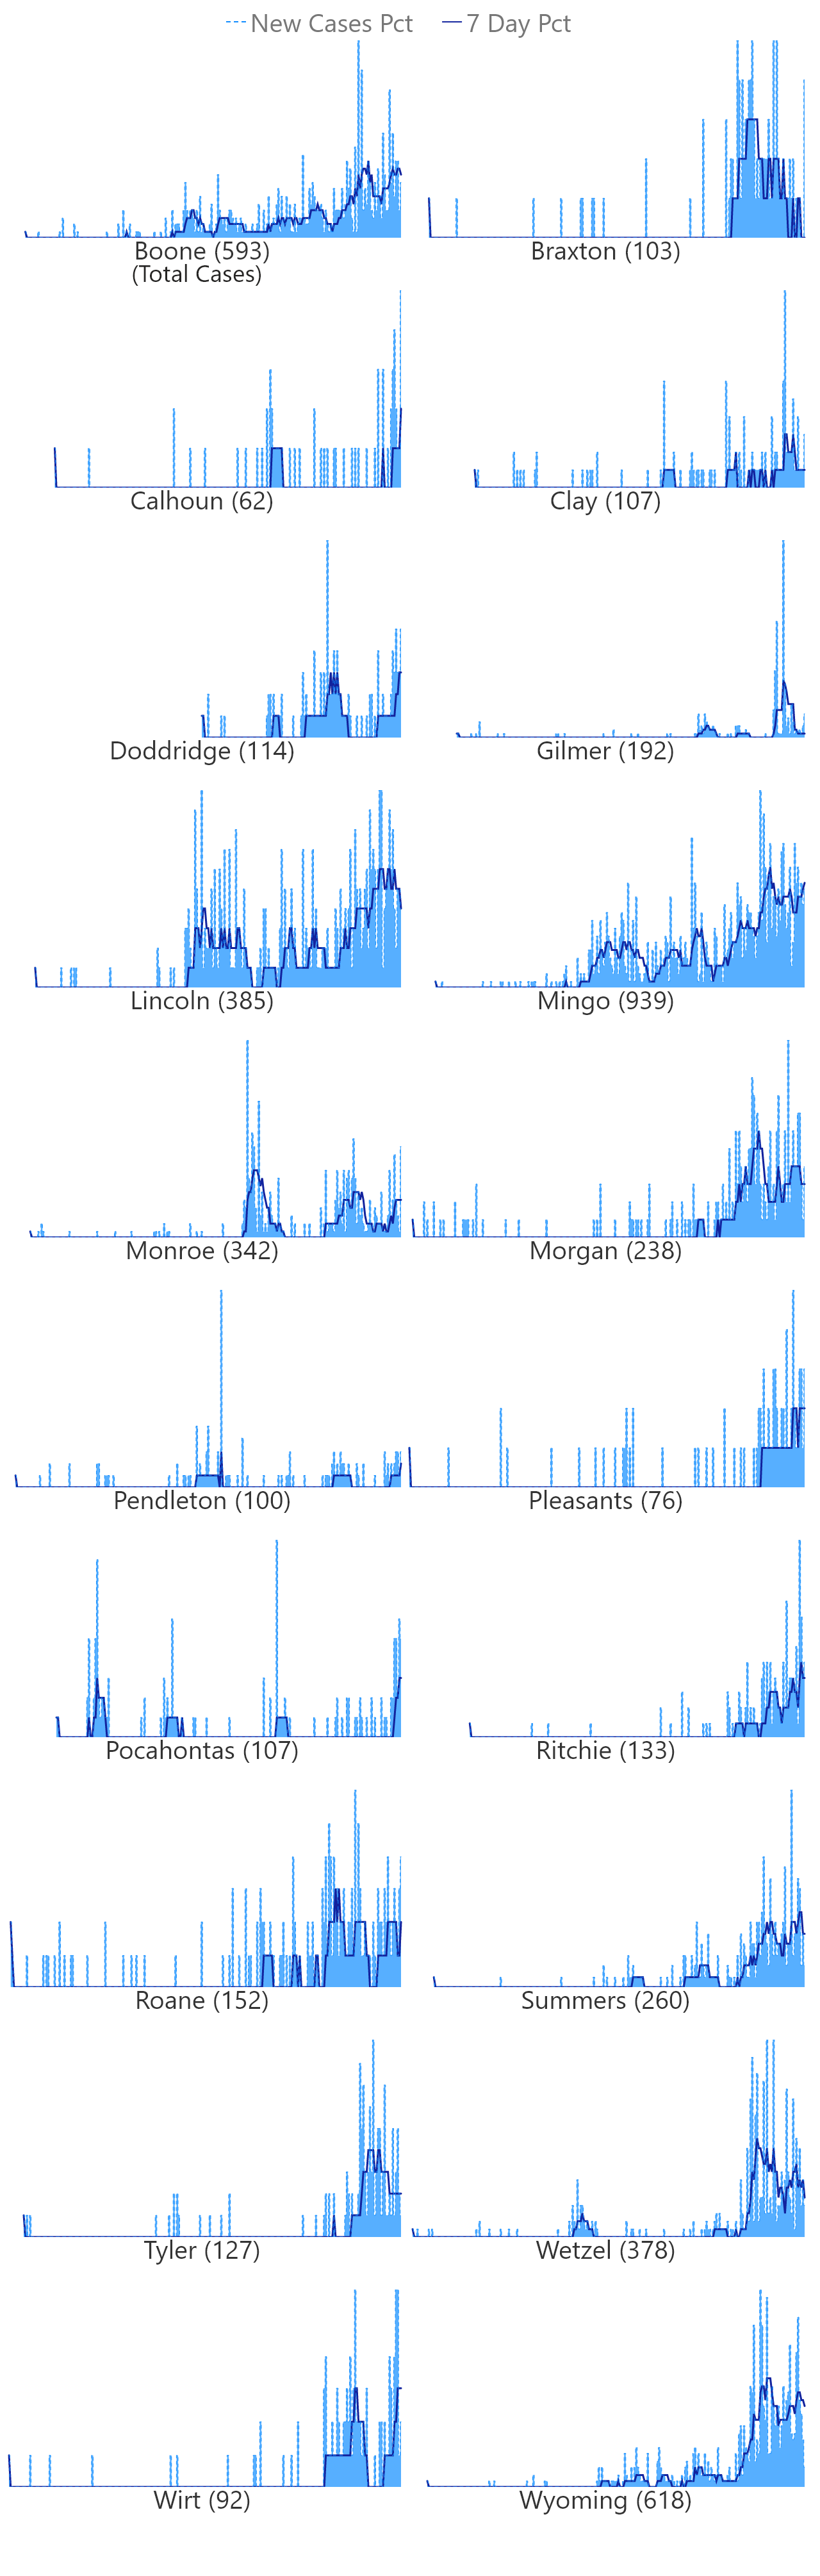 New Cases Pct 7 Day Pct
Boone (593) Braxton (103)
(Total Cases)
Calhoun (62) Clay (107)
Doddridge (114) Gilmer (192)
Lincoln (385) Mingo (939)
Monroe (342) Morgan (238)
Pendleton (100) Pleasants (76)
Pocahontas (107) Ritchie (133)
Roane (152) Summers (260)
Tyler (127) Wetzel (378)
Wirt (92) Wyoming (618)